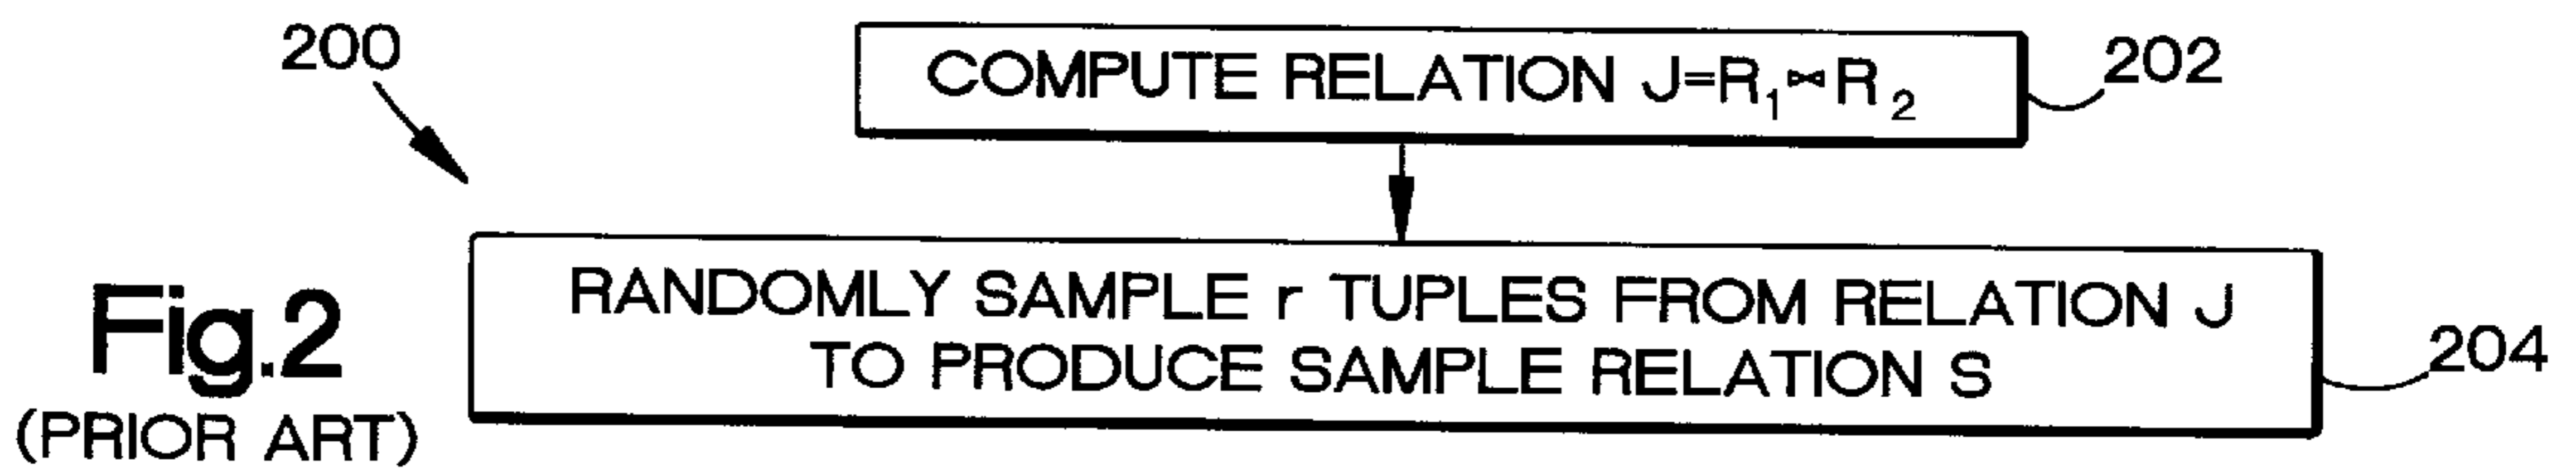 200
COMPUTE RELATION J=R₁⋈R₂
202
RANDOMLY SAMPLE r TUPLES FROM RELATION J
TO PRODUCE SAMPLE RELATION S
204
Fig.2
(PRIOR ART)